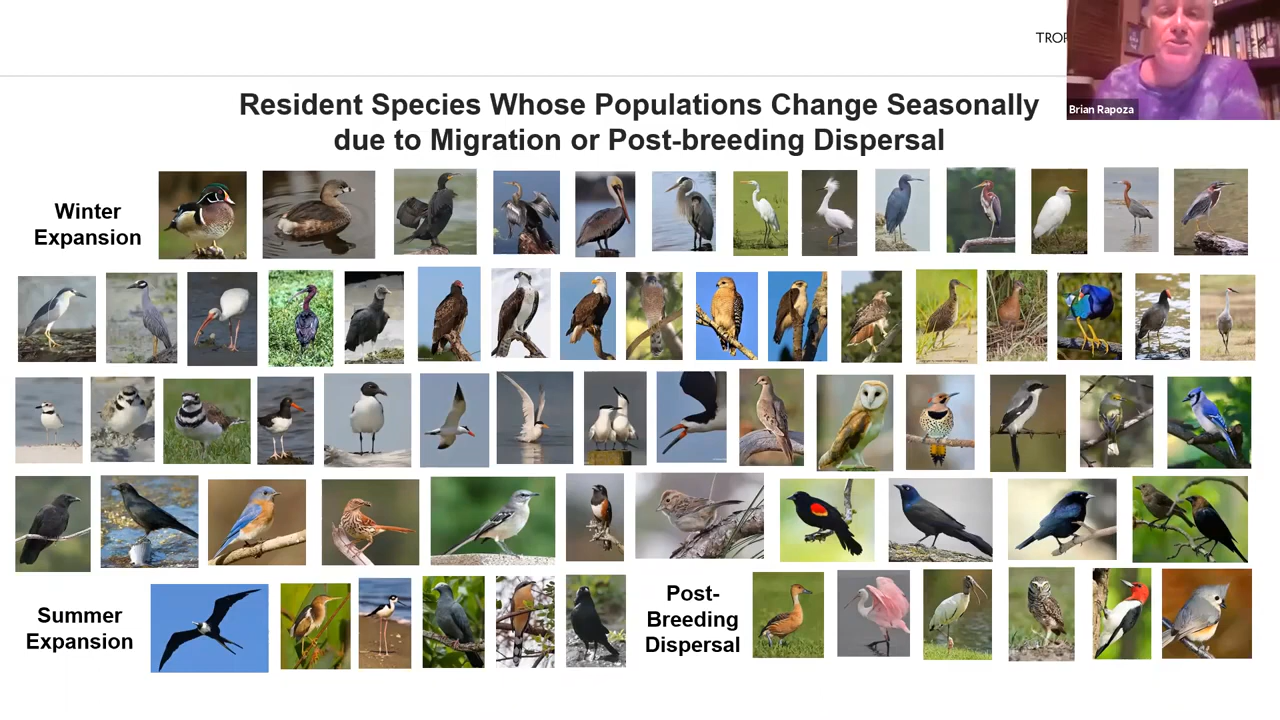 TROP
Brian Rapoza
Resident Species Whose Populations Change Seasonally
due to Migration or Post-breeding Dispersal
Winter
Expansion
Summer
Expansion
Post-
Breeding
Dispersal